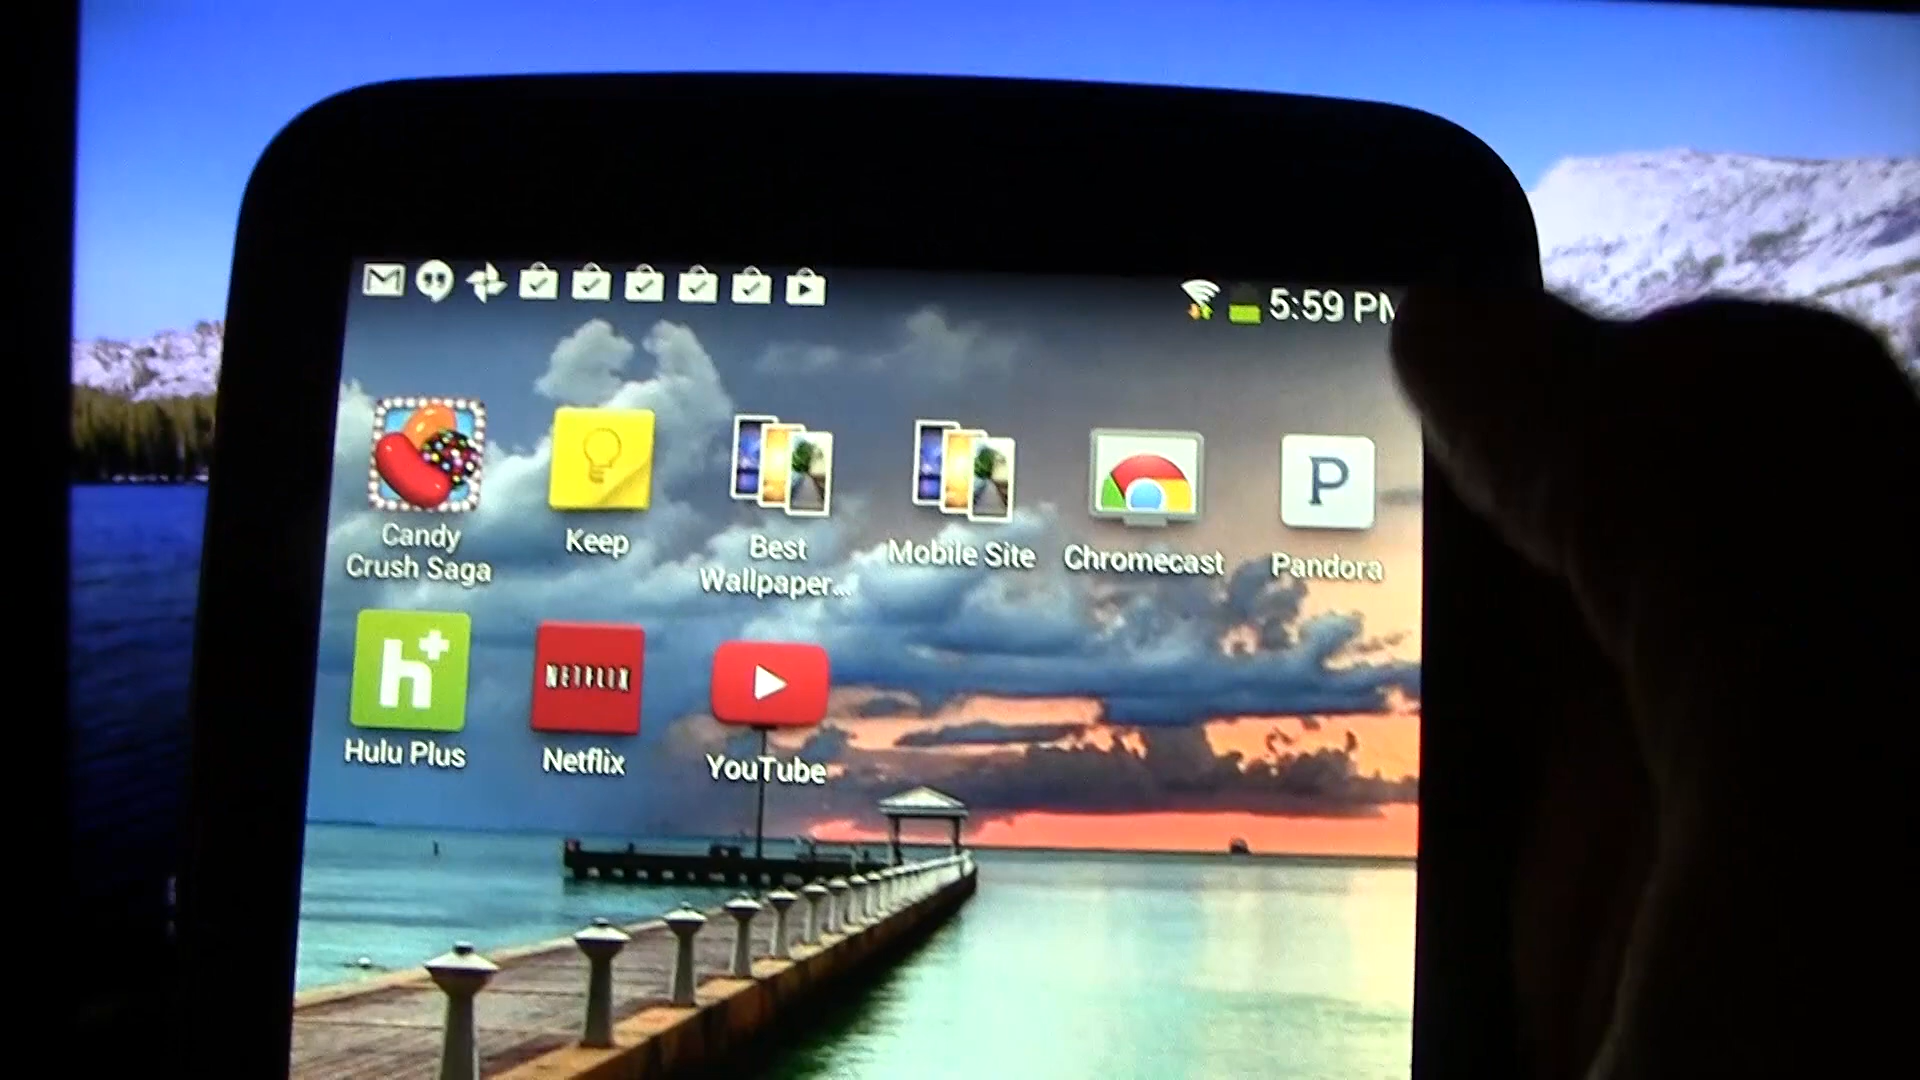 5:59 PM
P
Candy
Crush Saga
Keep
Best
Wallpaper...
Mobile Site
Chromecast
Pandora
h+
NETFLIX
Hulu Plus
Netflix
YouTube